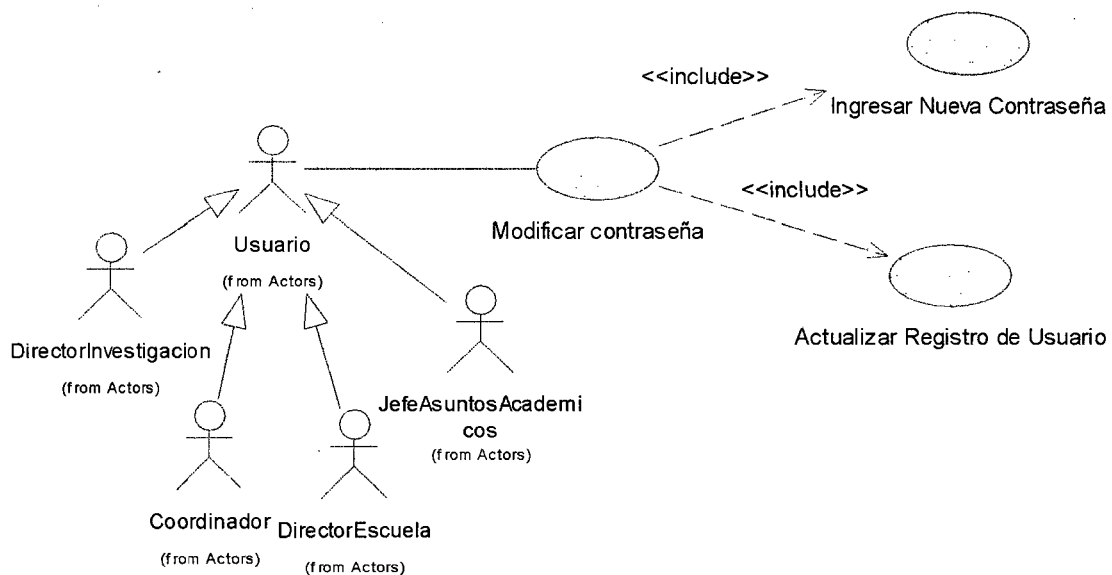 <<include>>
Ingresar Nueva Contraseña
<<include>>
Modificar contraseña
Usuario
(from Actors)
Actualizar Registro de Usuario
DirectorInvestigacion
(from Actors)
JefeAsuntosAcademi
cos
(from Actors)
Coordinador
(from Actors)
DirectorEscuela
(from Actors)